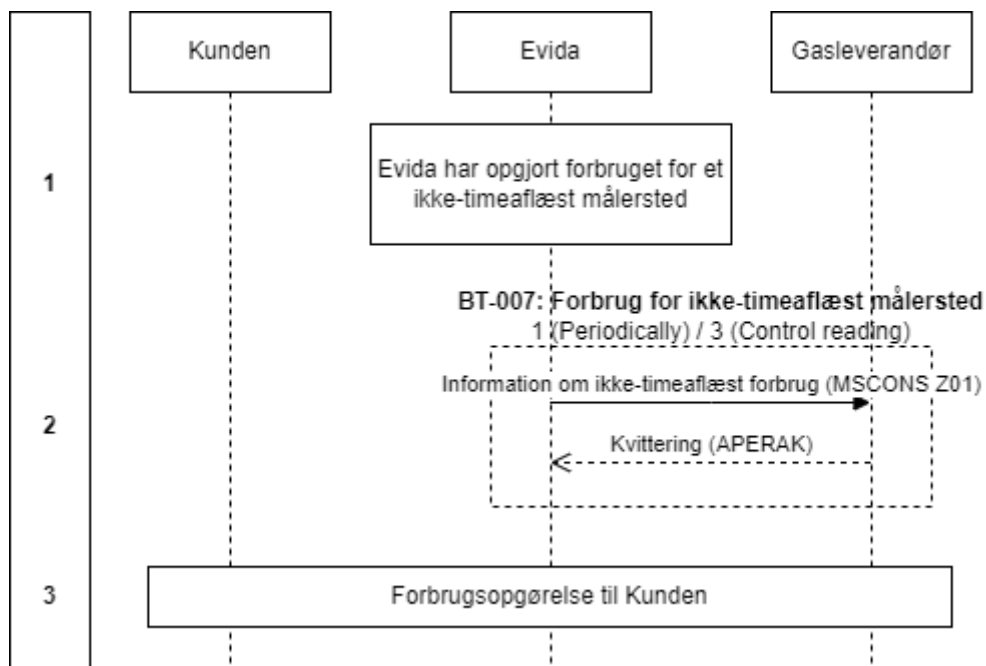 Kunden
Evida
Gasleverandør
1
Evida har opgjort forbruget for et
ikke-timeaflæst målersted
BT-007: Forbrug for ikke-timeaflæst målersted
1 (Periodically) / 3 (Control reading)
2
Information om ikke-timeaflæst forbrug (MSCONS Z01)
Kvittering (APERAK)
3
Forbrugsopgørelse til Kunden